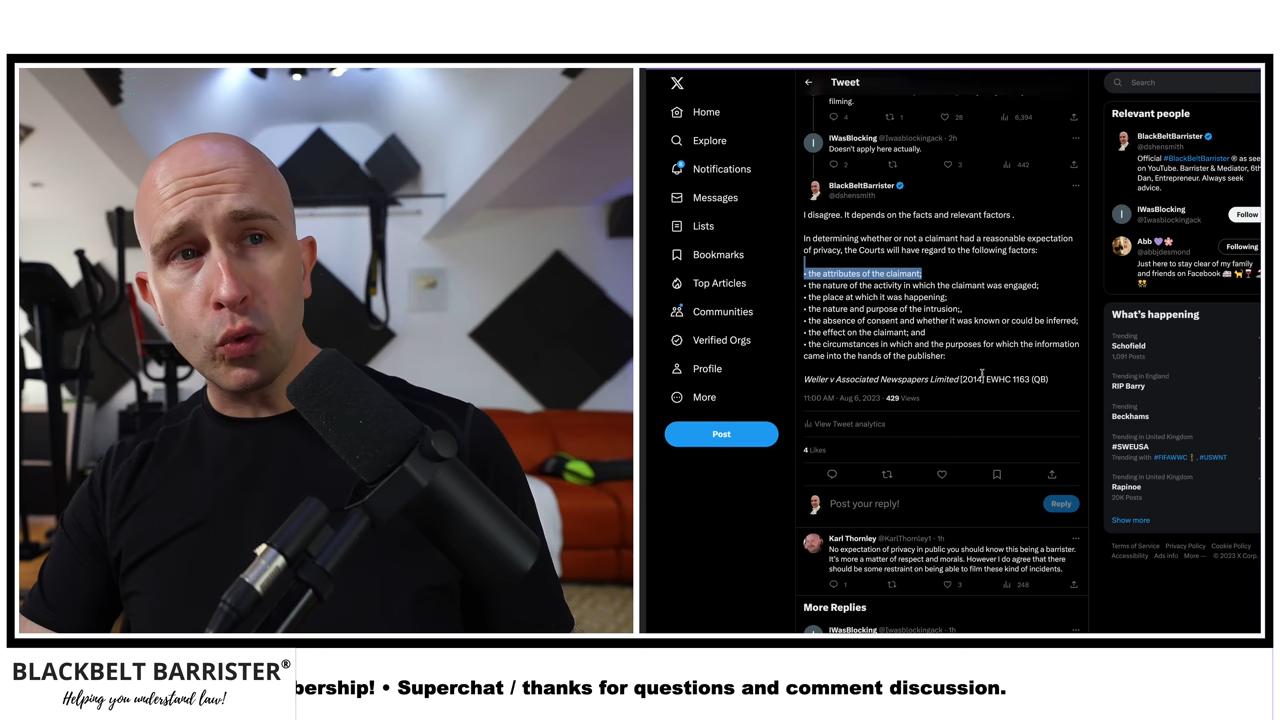 X
Home
Explore
Notifications
Messages
Lists
Bookmarks
Top Articles
Communities
Verified Orgs
Profile
More
Post
Tweet
filming.
4 1 28 6,394
IWasBlocking @Iwasblockingack · 2h
Doesn't apply here actually.
2 3 442
BlackBeltBarrister
@dshensmith
I disagree. It depends on the facts and relevant factors .
In determining whether or not a claimant had a reasonable expectation
of privacy, the Courts will have regard to the following factors:
• the attributes of the claimant;
• the nature of the activity in which the claimant was engaged;
• the place at which it was happening;
• the nature and purpose of the intrusion;,
• the absence of consent and whether it was known or could be inferred;
• the effect on the claimant; and
• the circumstances in which and the purposes for which the information
came into the hands of the publisher:
Weller v Associated Newspapers Limited [2014] EWHC 1163 (QB)
11:00 AM · Aug 6, 2023 · 429 Views
View Tweet analytics
4 Likes
Post your reply!
Reply
Karl Thornley @KarlThornley1 · 1h
No expectation of privacy in public you should know this being a barrister.
It's more a matter of respect and morals. However I do agree that there
should be some restraint on being able to film these kind of incidents.
1 3 248
More Replies
IWasBlocking @Iwasblockingack · 1h
Search
Relevant people
BlackBeltBarrister
@dshensmith
Official #BlackBeltBarrister ® as see
on YouTube. Barrister & Mediator, 6th
Dan, Entrepreneur. Always seek
advice.
IWasBlocking
@Iwasblockingack
Follow
Abb
@abbjdesmond
Following
Just here to stay clear of my family
and friends on Facebook
What's happening
Trending
Schofield
1,091 Posts
Trending in England
RIP Barry
Trending
Beckhams
Trending in United Kingdom
#SWEUSA
Trending with #FIFAWWC, #USWNT
Trending in United Kingdom
Rapinoe
20K Posts
Show more
Terms of Service Privacy Policy Cookie Policy
Accessibility Ads info More ··· © 2023 X Corp.
BLACKBELT BARRISTER®
Helping you understand law!
bership! • Superchat / thanks for questions and comment discussion.